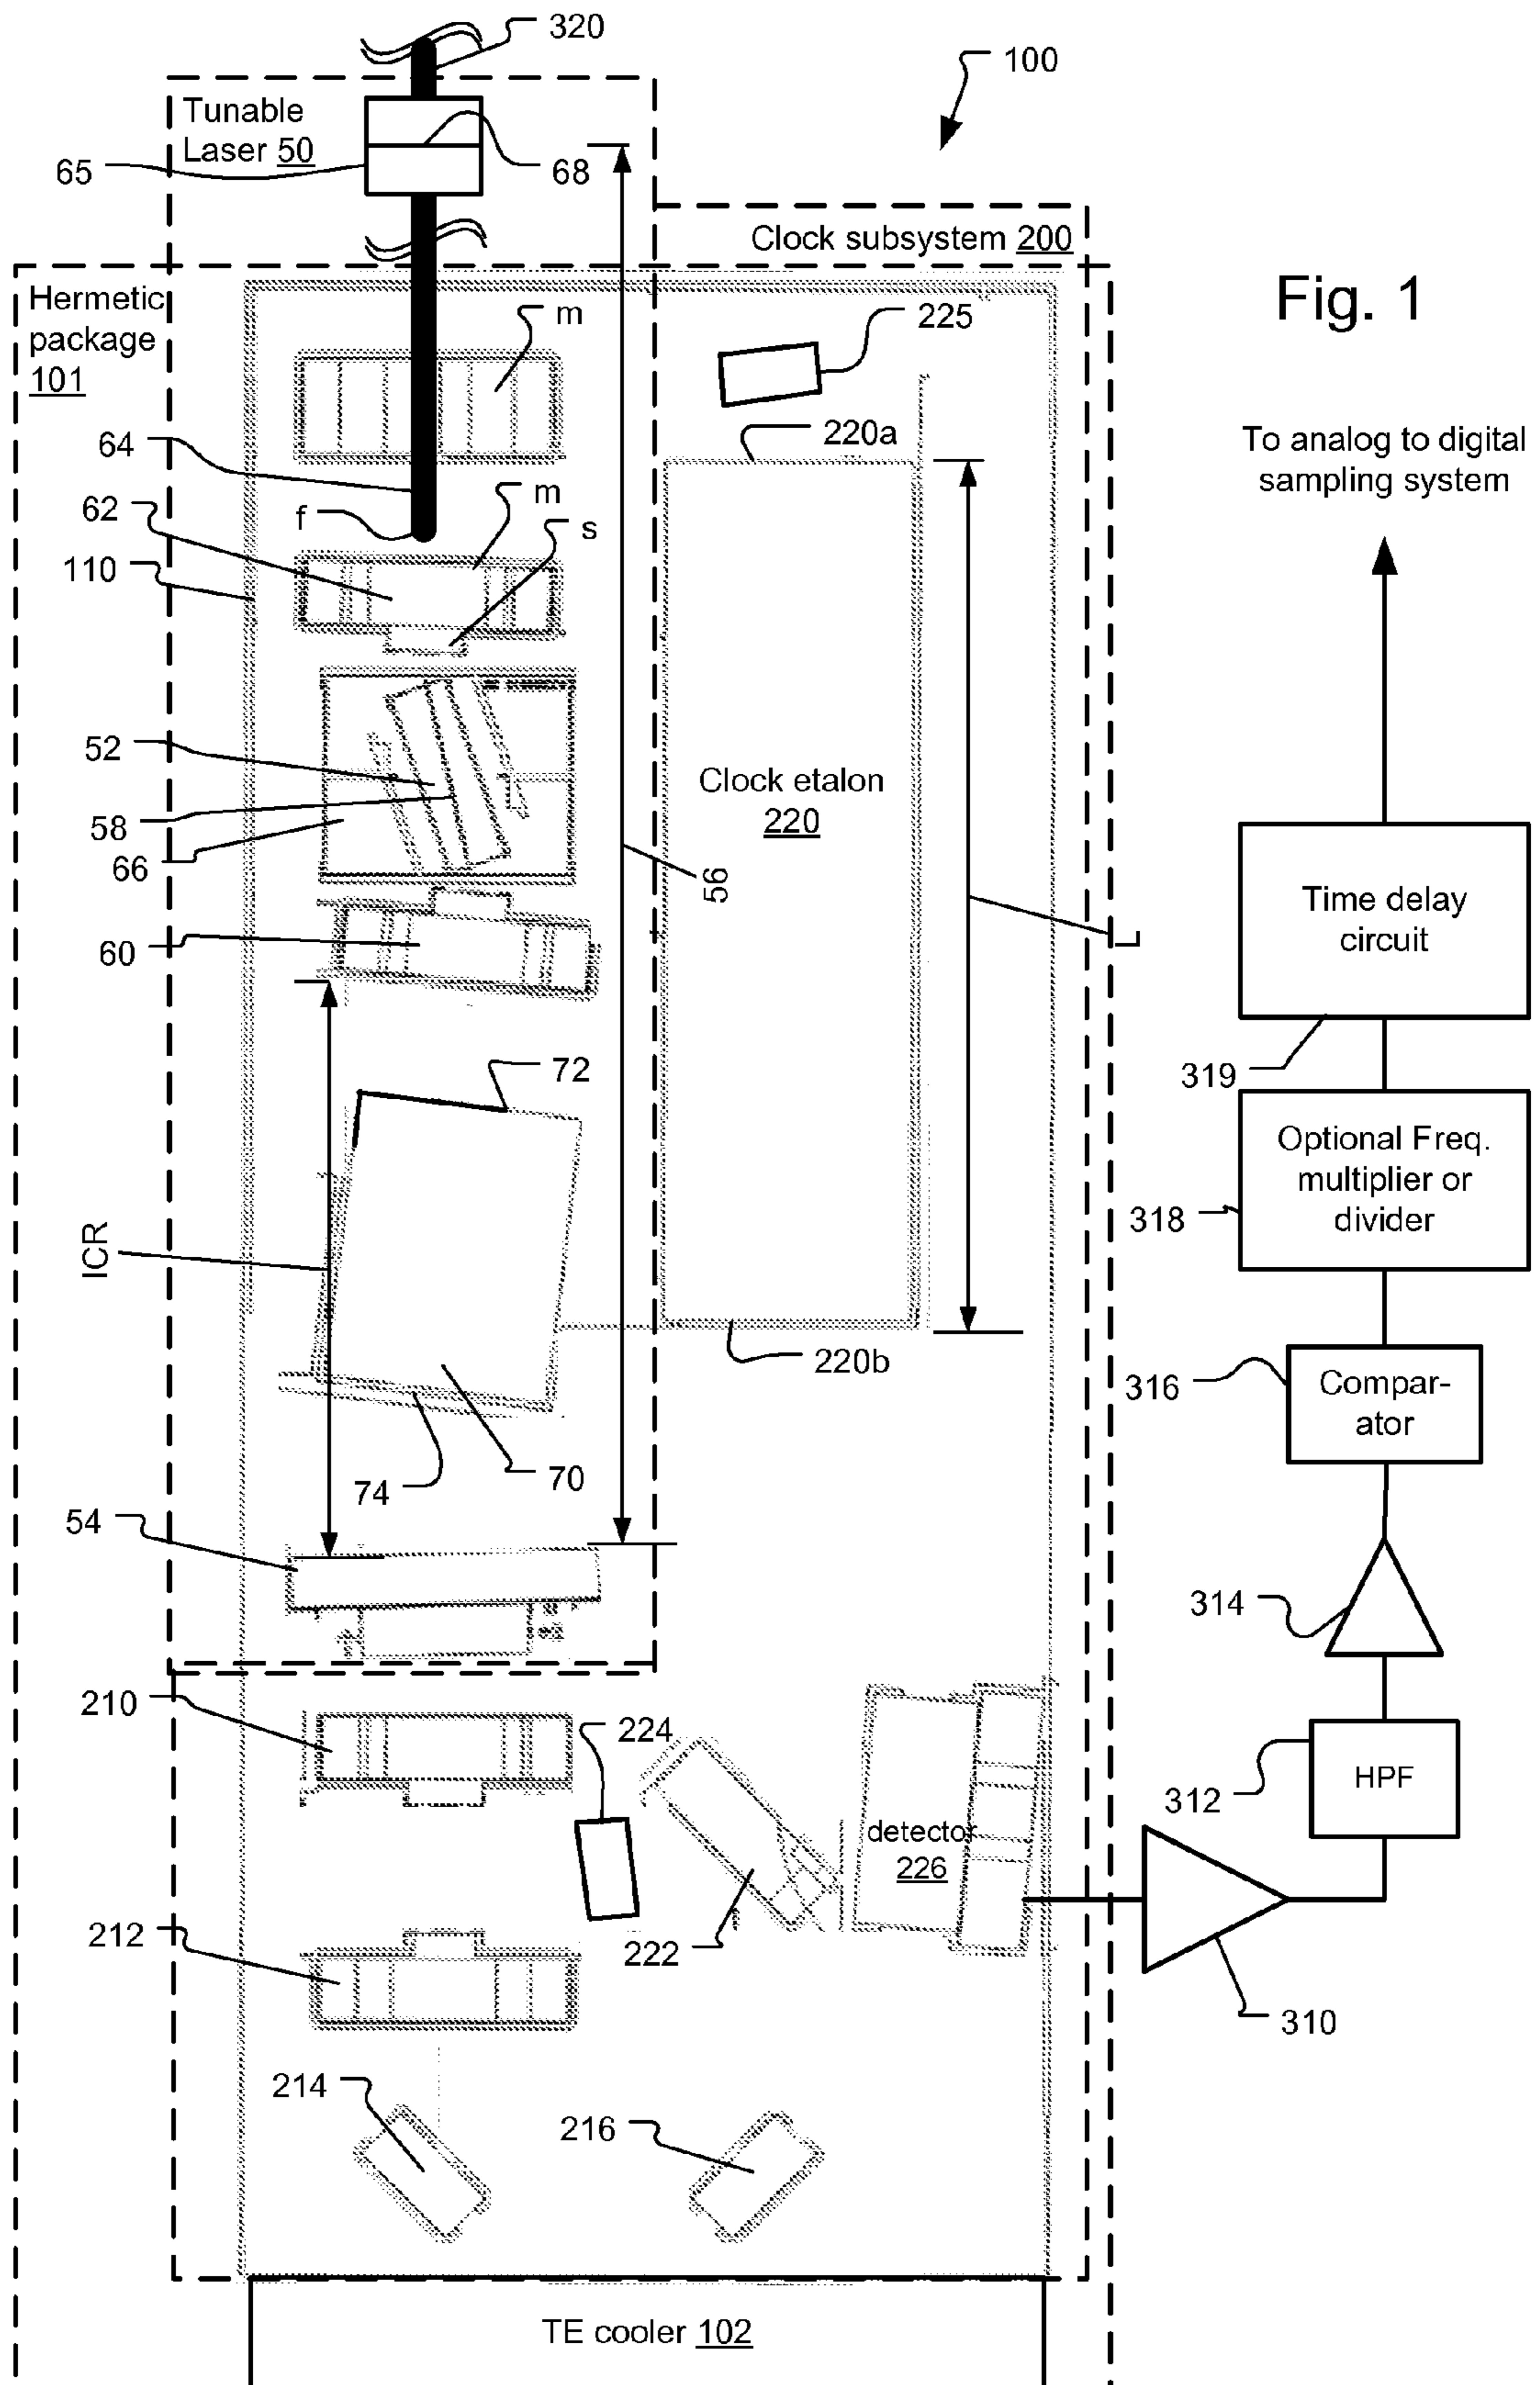 320
100
Tunable
Laser 50
65
68
Clock subsystem 200
Hermetic
package
101
m
225
Fig. 1
64
220a
To analog to digital
sampling system
62
f
m
s
110
52
Clock etalon
220
58
66
56
Time delay
circuit
60
L
72
319
Optional Freq.
multiplier or
divider
318
ICR
220b
316
Compar-
ator
74
70
54
314
210
224
312
HPF
detector
226
212
222
310
214
216
TE cooler 102